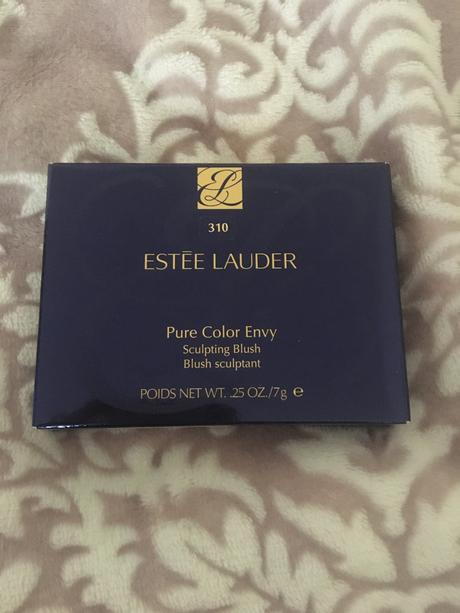 310
ESTĒE LAUDER
Pure Color Envy
Sculpting Blush
Blush sculptant
POIDS NET WT. .25 OZ./7g e